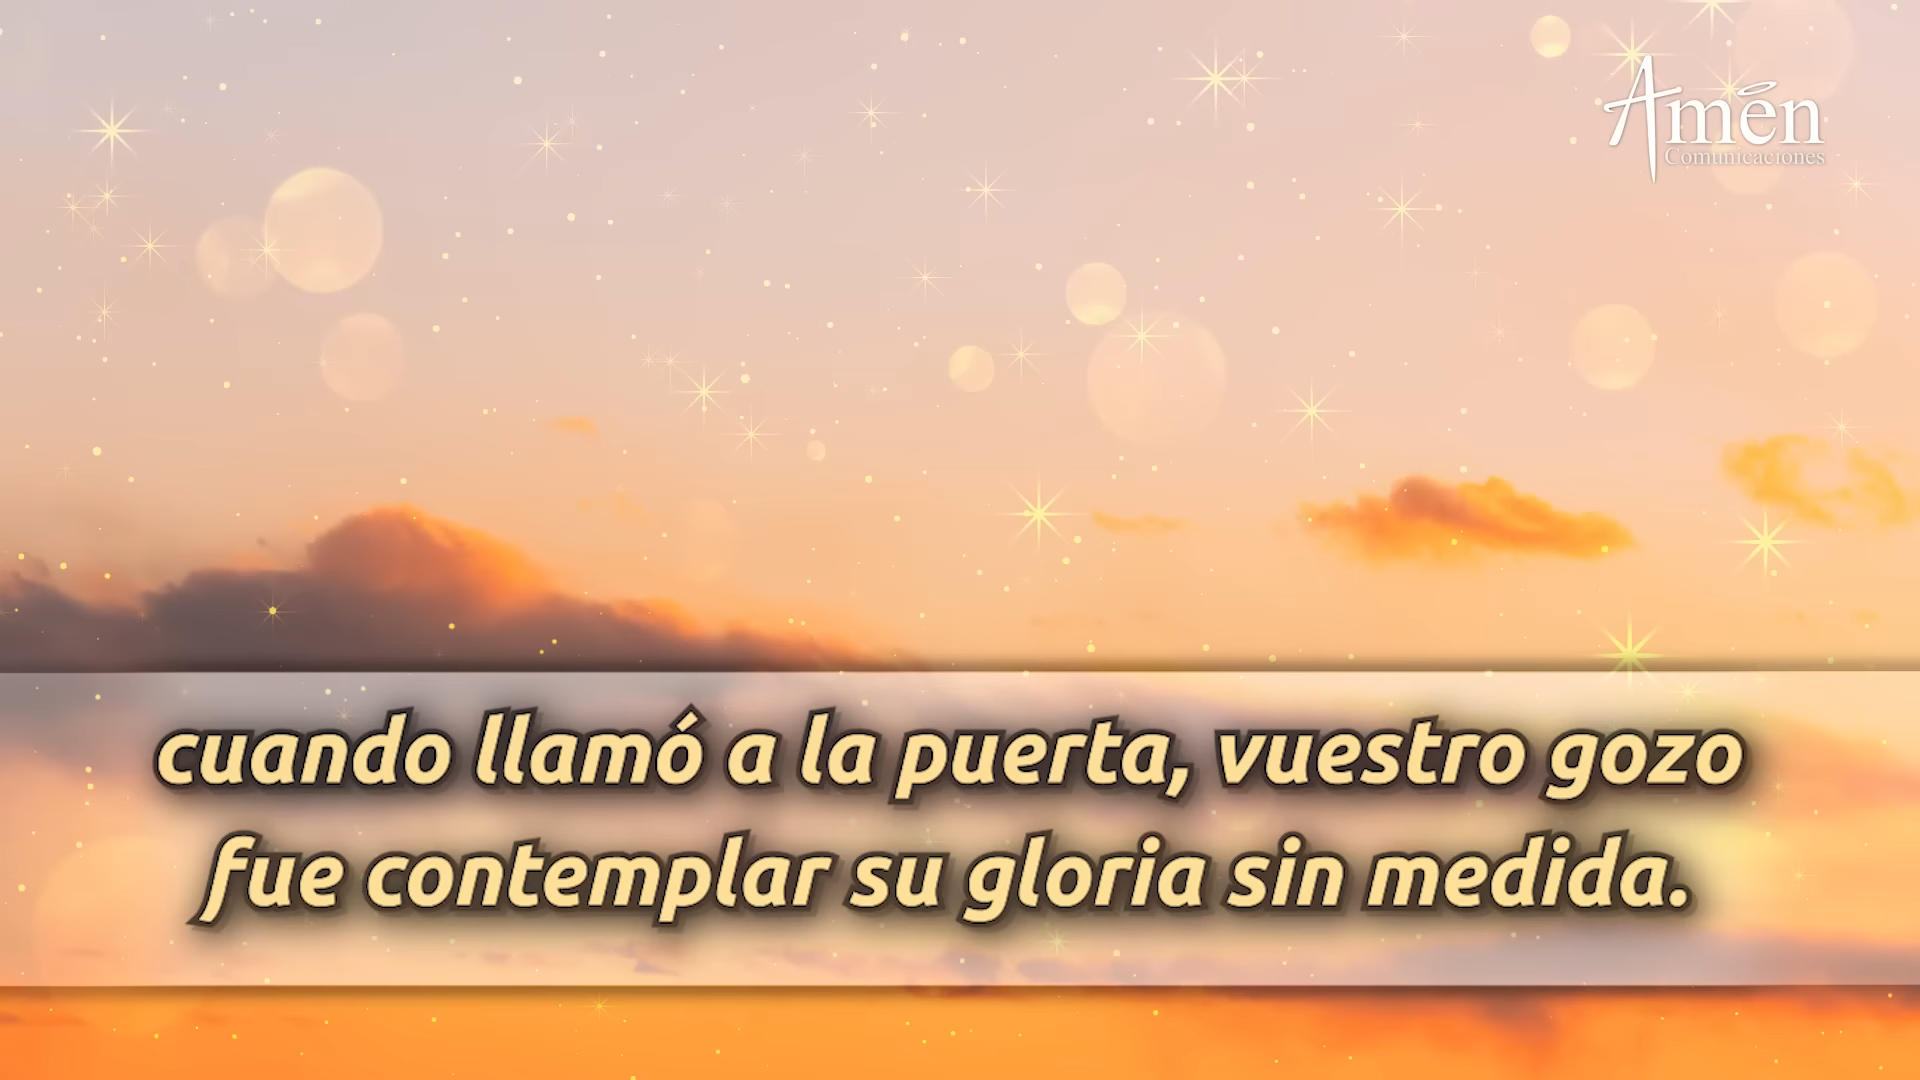 Amén
Comunicaciones
cuando llamó a la puerta, vuestro gozo
fue contemplar su gloria sin medida.